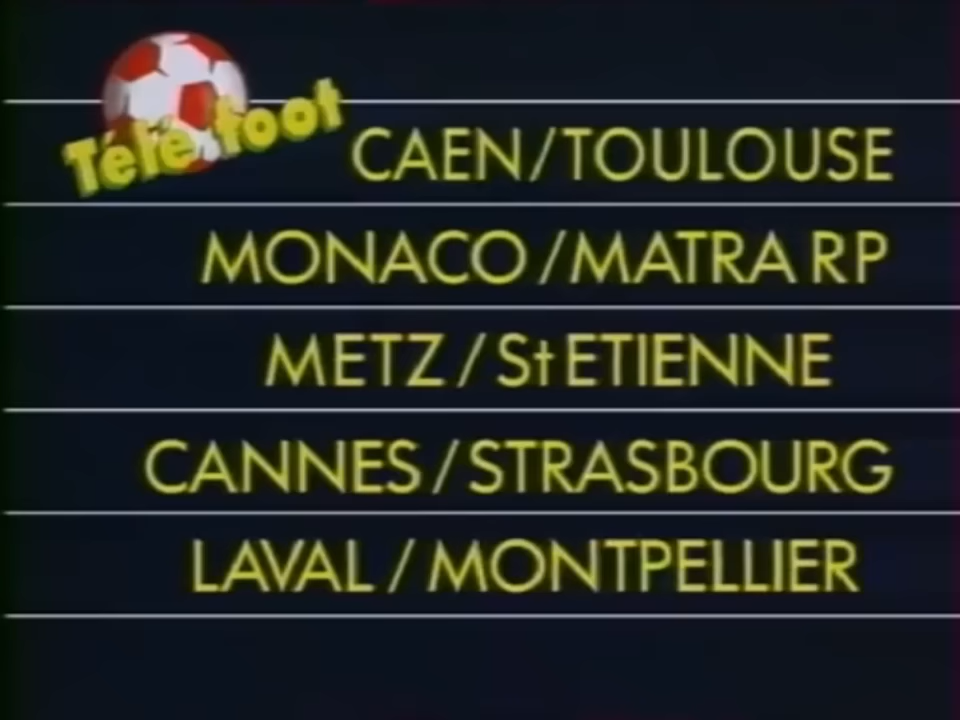 Téléfoot
CAEN/TOULOUSE
MONACO/MATRA RP
METZ/St ETIENNE
CANNES/STRASBOURG
LAVAL/MONTPELLIER